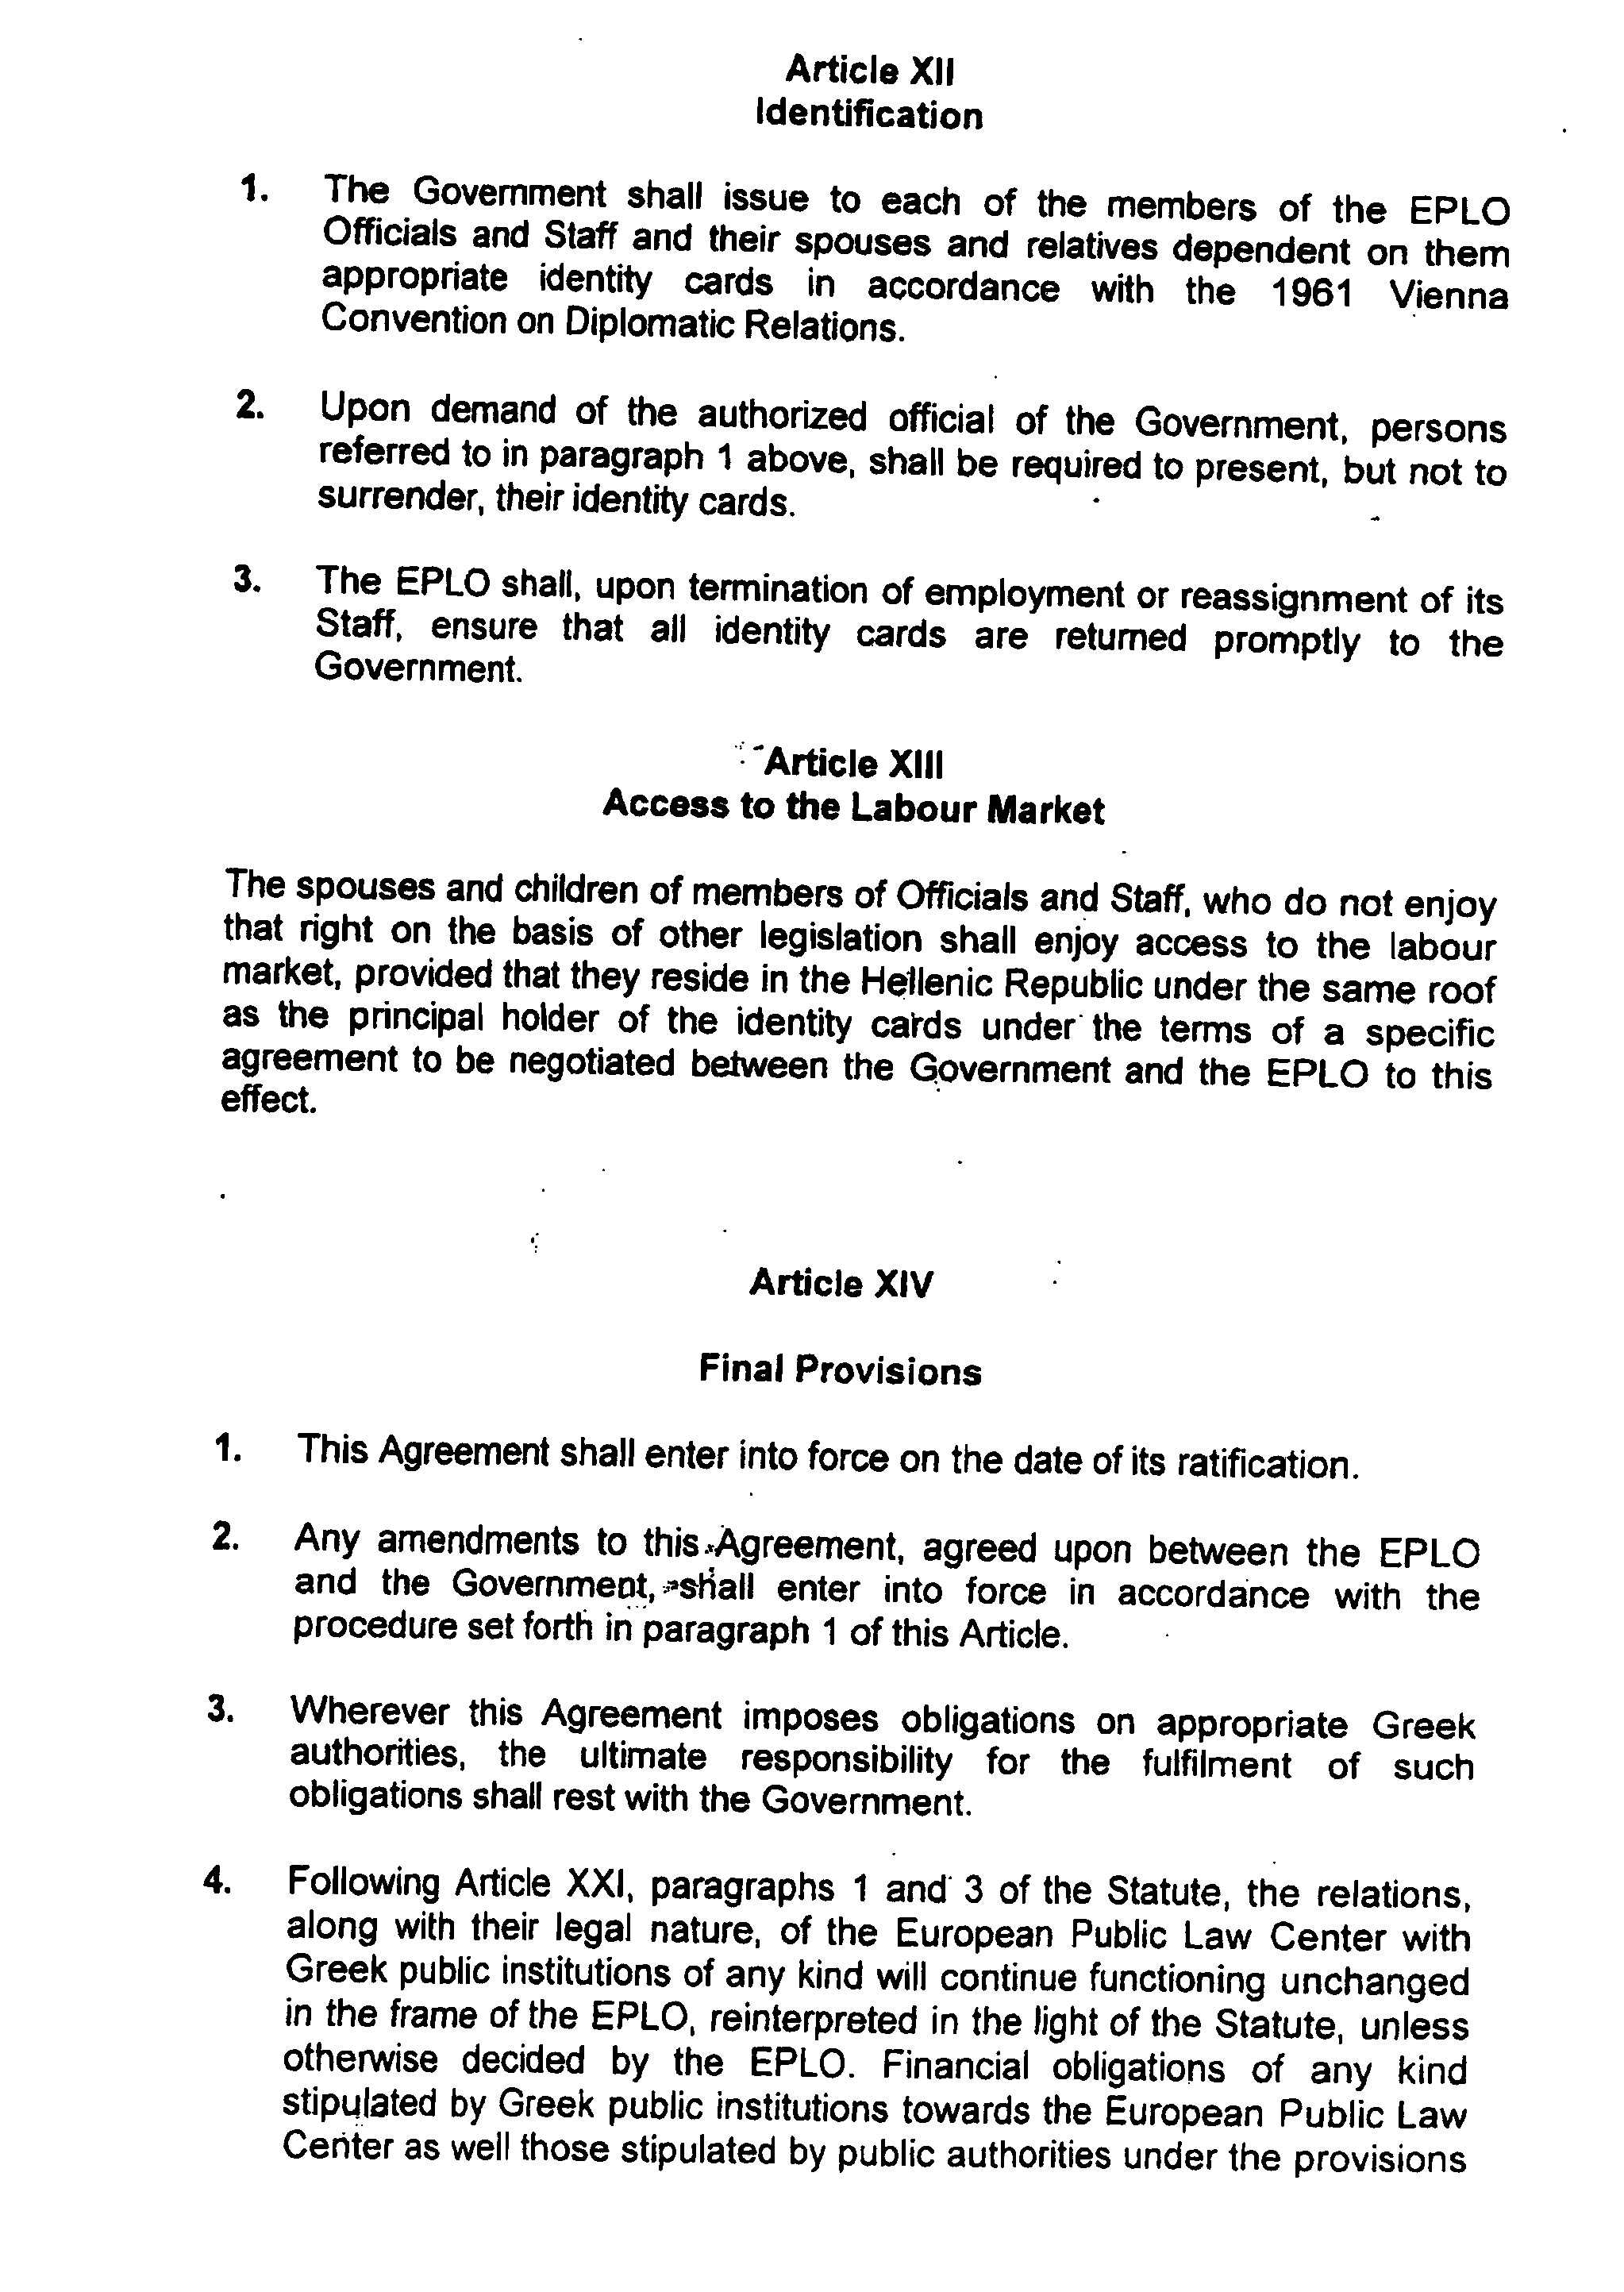 Article XII
Identification
1. The Government shall issue to each of the members of the EPLO
Officials and Staff and their spouses and relatives dependent on them
appropriate identity cards in accordance with the 1961 Vienna
Convention on Diplomatic Relations.
2. Upon demand of the authorized official of the Government, persons
referred to in paragraph 1 above, shall be required to present, but not to
surrender, their identity cards.
3. The EPLO shall, upon termination of employment or reassignment of its
Staff, ensure that all identity cards are returned promptly to the
Government.
Article XIII
Access to the Labour Market
The spouses and children of members of Officials and Staff, who do not enjoy
that right on the basis of other legislation shall enjoy access to the labour
market, provided that they reside in the Hellenic Republic under the same roof
as the principal holder of the identity cards under the terms of a specific
agreement to be negotiated between the Government and the EPLO to this
effect.
Article XIV
Final Provisions
1. This Agreement shall enter into force on the date of its ratification.
2. Any amendments to this Agreement, agreed upon between the EPLO
and the Government, shall enter into force in accordance with the
procedure set forth in paragraph 1 of this Article.
3. Wherever this Agreement imposes obligations on appropriate Greek
authorities, the ultimate responsibility for the fulfilment of such
obligations shall rest with the Government.
4. Following Article XXI, paragraphs 1 and 3 of the Statute, the relations,
along with their legal nature, of the European Public Law Center with
Greek public institutions of any kind will continue functioning unchanged
in the frame of the EPLO, reinterpreted in the light of the Statute, unless
otherwise decided by the EPLO. Financial obligations of any kind
stipulated by Greek public institutions towards the European Public Law
Center as well those stipulated by public authorities under the provisions